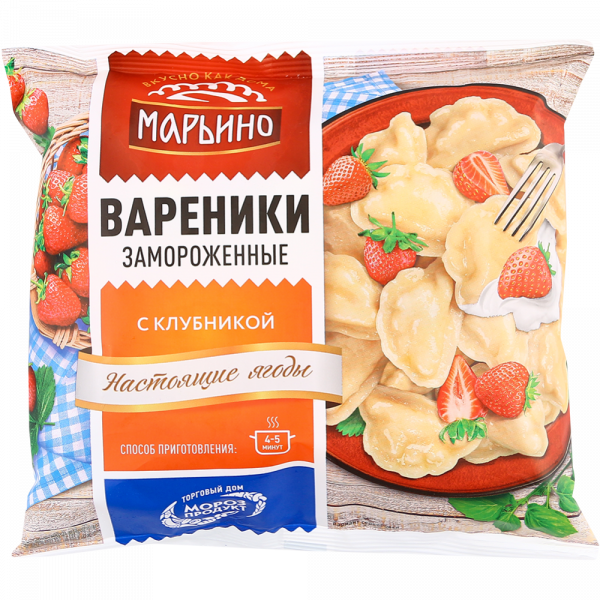 ВКУСНО КАК ДОМА
МАРЬИНО
ВАРЕНИКИ
ЗАМОРОЖЕННЫЕ
С КЛУБНИКОЙ
Настоящие ягоды
СПОСОБ ПРИГОТОВЛЕНИЯ:
4-5
МИНУТ
ТОРГОВЫЙ ДОМ
МОРОЗ
ПРОДУКТ